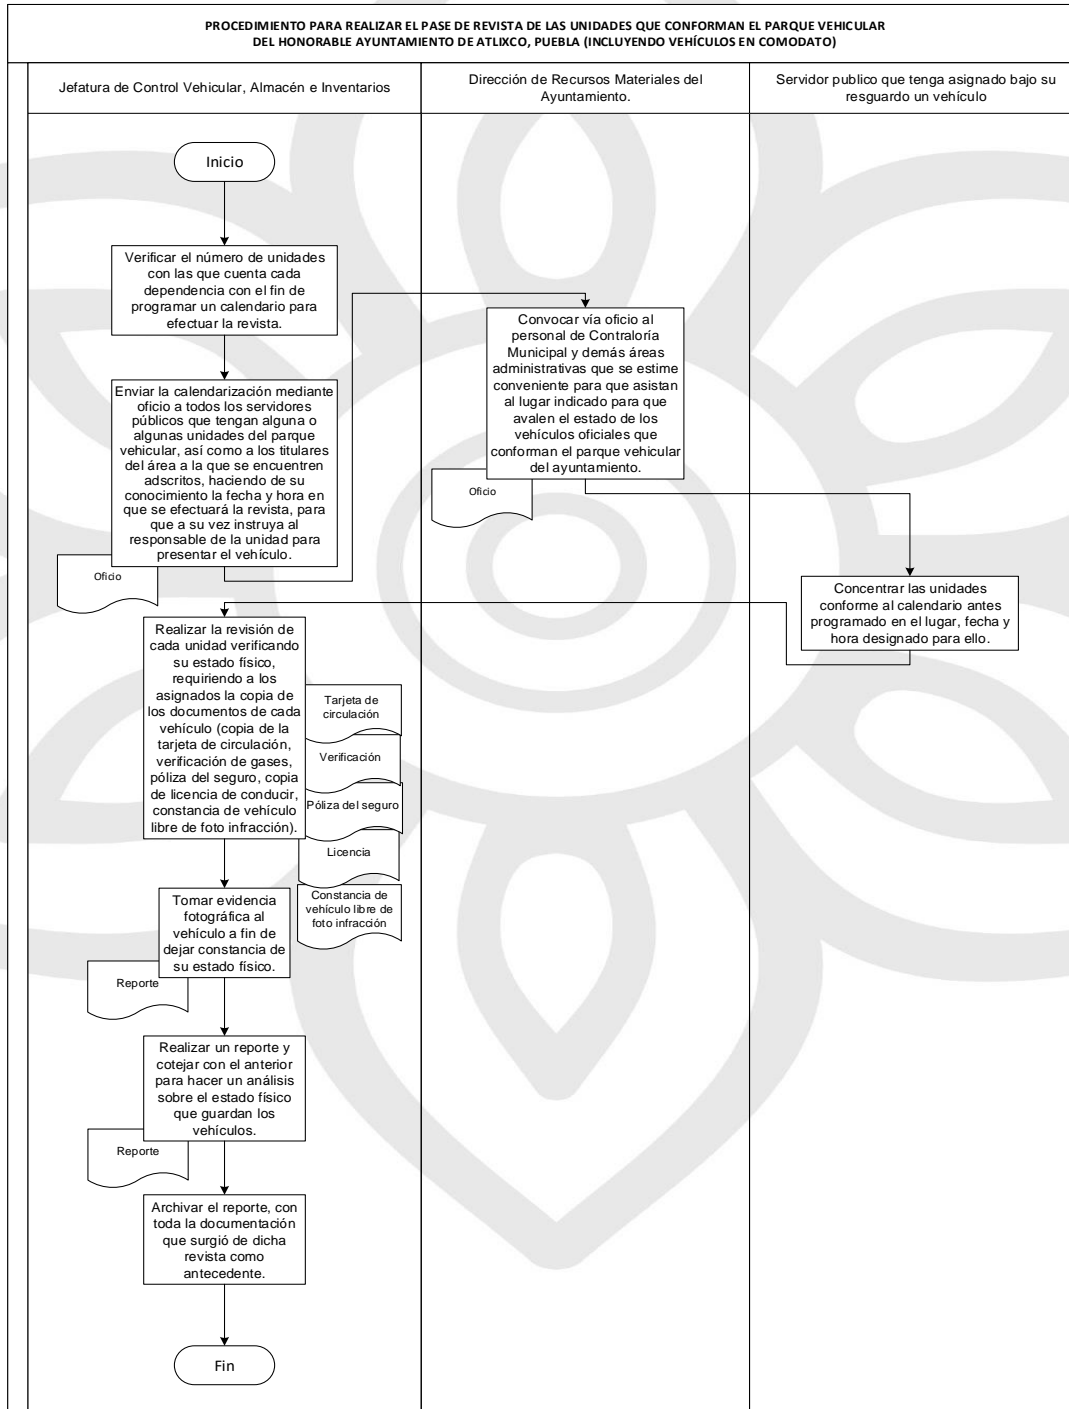 PROCEDIMIENTO PARA REALIZAR EL PASE DE REVISTA DE LAS UNIDADES QUE CONFORMAN EL PARQUE VEHICULAR
DEL HONORABLE AYUNTAMIENTO DE ATLIXCO, PUEBLA (INCLUYENDO VEHÍCULOS EN COMODATO)
Jefatura de Control Vehicular, Almacén e Inventarios
Dirección de Recursos Materiales del
Ayuntamiento.
Servidor publico que tenga asignado bajo su
resguardo un vehículo
Inicio
Verificar el número de unidades
con las que cuenta cada
dependencia con el fin de
programar un calendario para
efectuar la revista.
Enviar la calendarización mediante
oficio a todos los servidores
públicos que tengan alguna o
algunas unidades del parque
vehicular, así como a los titulares
del área a la que se encuentren
adscritos, haciendo de su
conocimiento la fecha y hora en
que se efectuará la revista, para
que a su vez instruya al
responsable de la unidad para
presentar el vehículo.
Oficio
Convocar vía oficio al
personal de Contraloría
Municipal y demás áreas
administrativas que se estime
conveniente para que asistan
al lugar indicado para que
avalen el estado de los
vehículos oficiales que
conforman el parque vehicular
del ayuntamiento.
Oficio
Concentrar las unidades
conforme al calendario antes
programado en el lugar, fecha y
hora designado para ello.
Realizar la revisión de
cada unidad verificando
su estado físico,
requiriendo a los
asignados la copia de
los documentos de cada
vehículo (copia de la
tarjeta de circulación,
verificación de gases,
póliza del seguro, copia
de licencia de conducir,
constancia de vehículo
libre de foto infracción).
Tarjeta de
circulación
Verificación
Póliza del seguro
Licencia
Constancia de
vehículo libre de
foto infracción
Tomar evidencia
fotográfica al
vehículo a fin de
dejar constancia de
su estado físico.
Reporte
Realizar un reporte y
cotejar con el anterior
para hacer un análisis
sobre el estado físico
que guardan los
vehículos.
Reporte
Archivar el reporte, con
toda la documentación
que surgió de dicha
revista como
antecedente.
Fin